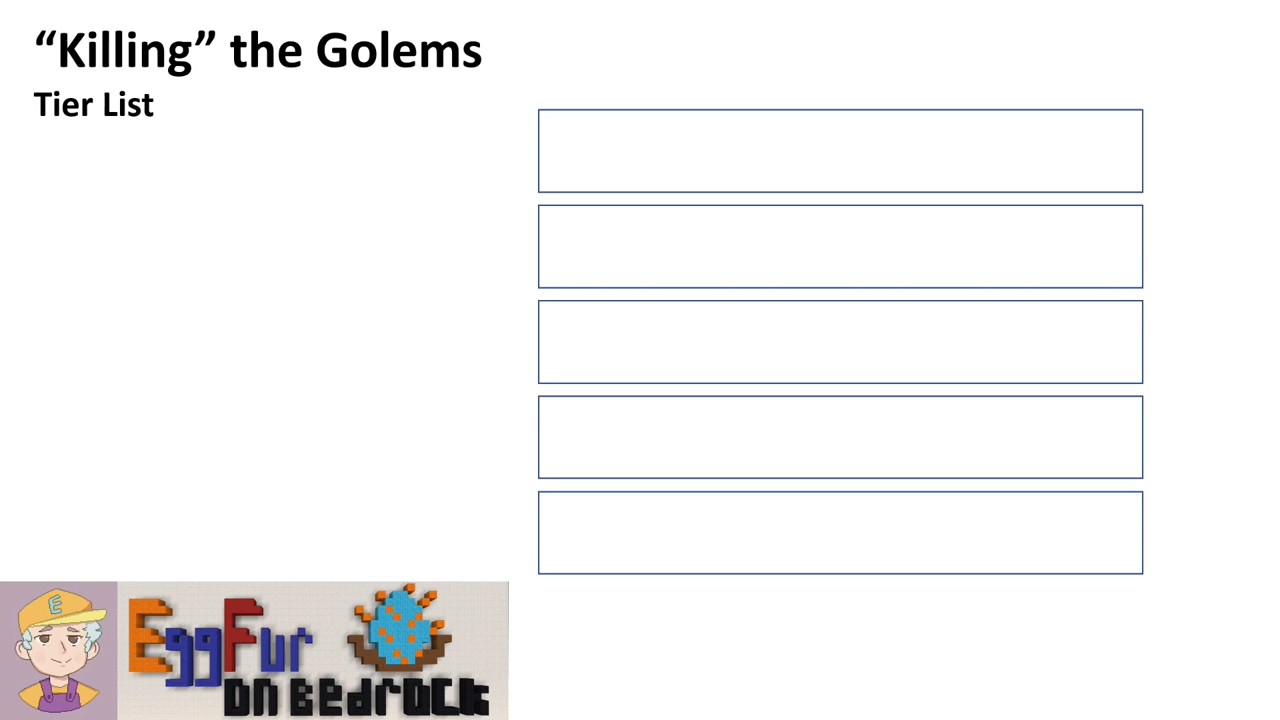 “Killing” the Golems
Tier List
E
EggFur
on Bedrock